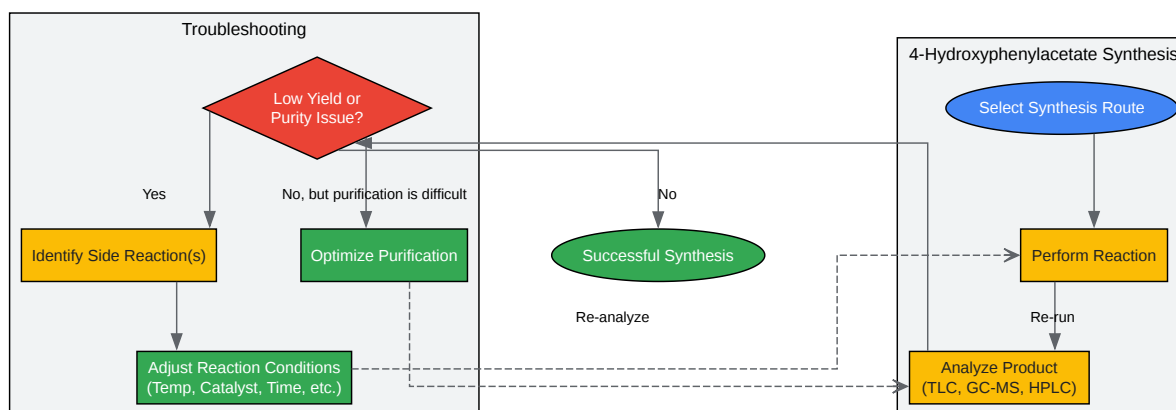 Troubleshooting
4-Hydroxyphenylacetate Synthesis
Low Yield or
Purity Issue?
Select Synthesis Route
Yes
No, but purification is difficult
No
Identify Side Reaction(s)
Optimize Purification
Successful Synthesis
Perform Reaction
Re-analyze
Re-run
Adjust Reaction Conditions
(Temp, Catalyst, Time, etc.)
Analyze Product
(TLC, GC-MS, HPLC)